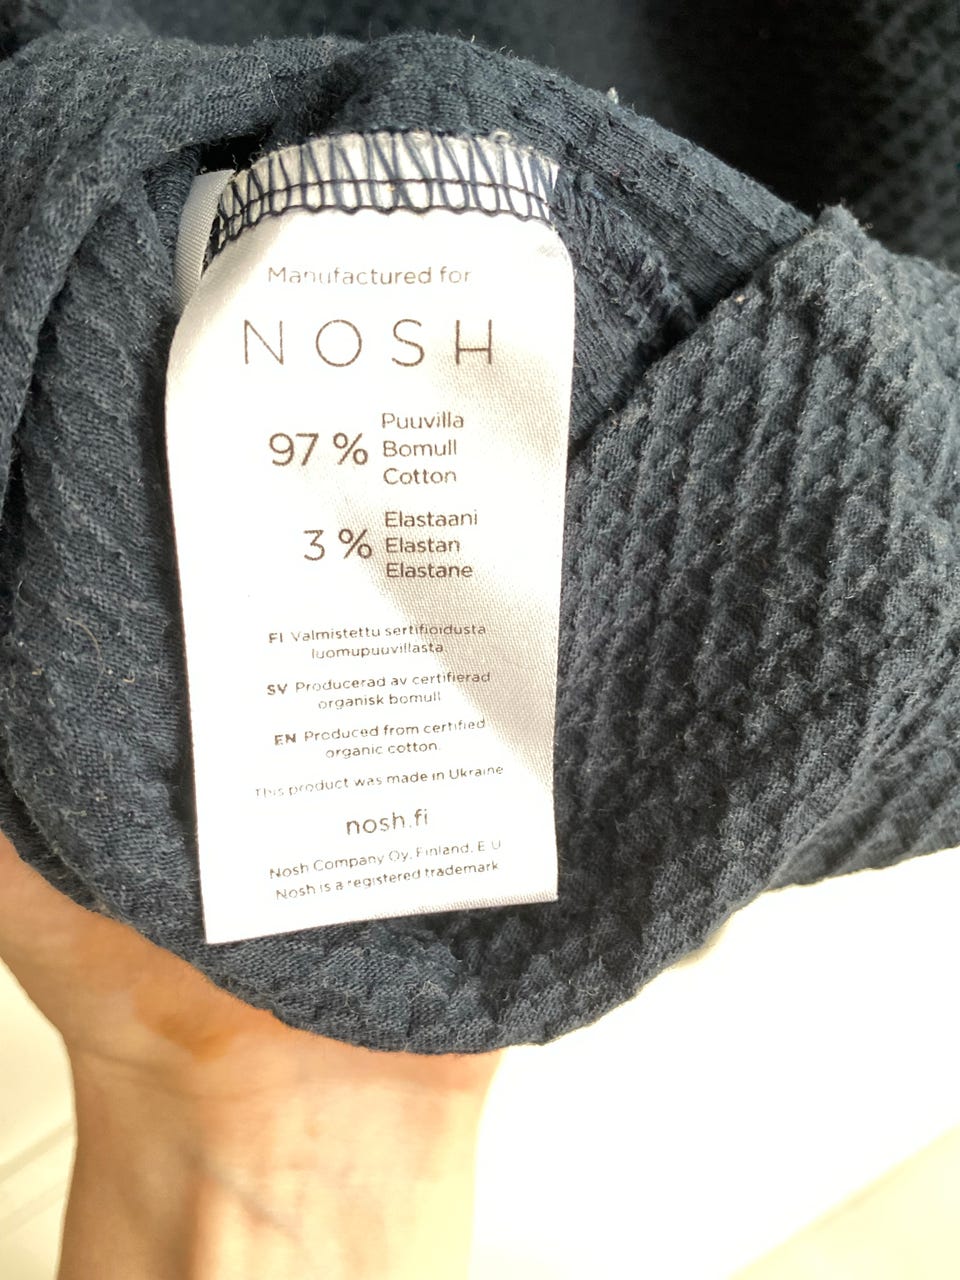 Manufactured for
NOSH
97 % Puuvilla
Bomull
Cotton
3 % Elastaani
Elastan
Elastane
FI Valmistettu sertifioidusta
luomupuuvillasta
SV Producerad av certifierad
organisk bomull
EN Produced from certified
organic cotton
This product was made in Ukraine
nosh.fi
Nosh Company Oy, Finland, E U
Nosh is a registered trademark